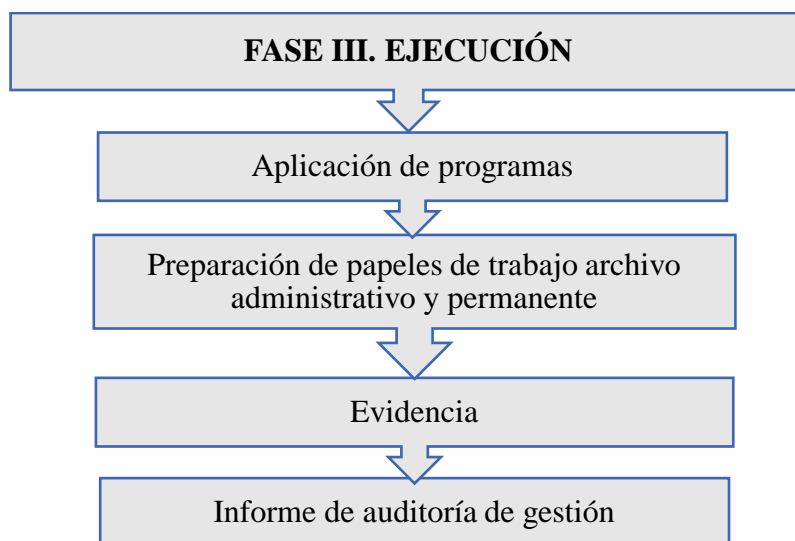 FASE III. EJECUCIÓN
Aplicación de programas
Preparación de papeles de trabajo archivo
administrativo y permanente
Evidencia
Informe de auditoría de gestión